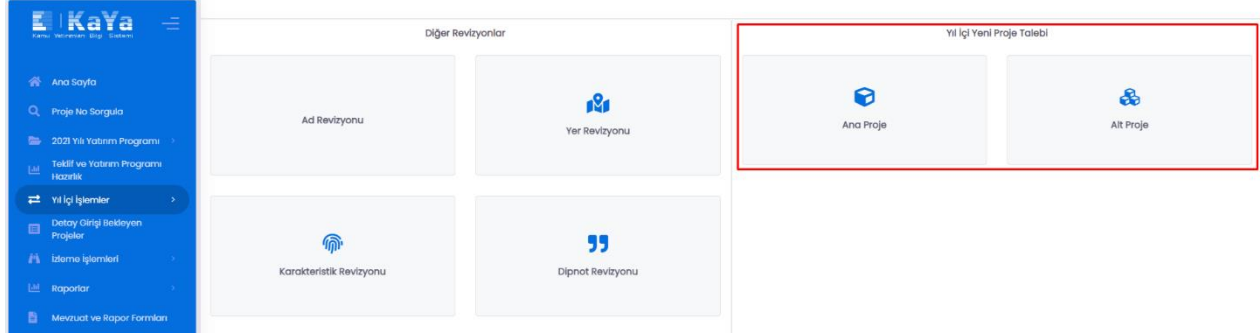 KaYa
Kamu Yatırımları Bilgi Sistemi
Ana Sayfa
Proje No Sorgula
2021 Yılı Yatırım Programı
Teklif ve Yatırım Programı
Hazırlık
Yıl İçi İşlemler
Detay Girişi Bekleyen
Projeler
İzleme İşlemleri
Raporlar
Mevzuat ve Rapor Formları
Diğer Revizyonlar
Ad Revizyonu
Yer Revizyonu
Karakteristik Revizyonu
Dipnot Revizyonu
Yıl İçi Yeni Proje Talebi
Ana Proje
Alt Proje